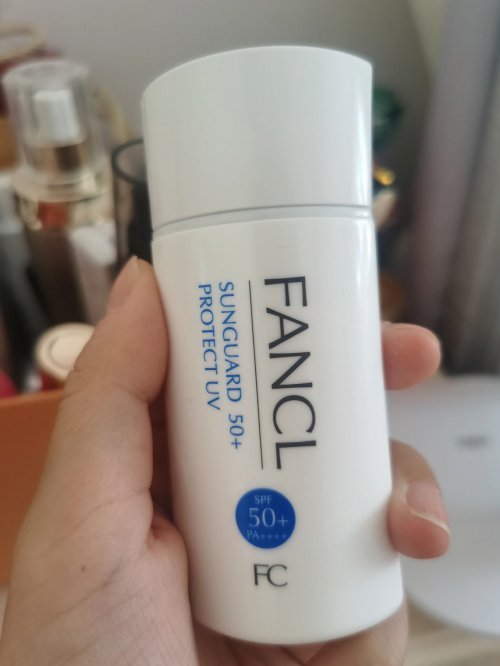 FANCL
SUNGUARD 50+
PROTECT UV
SPF
50+
PA++++
FC